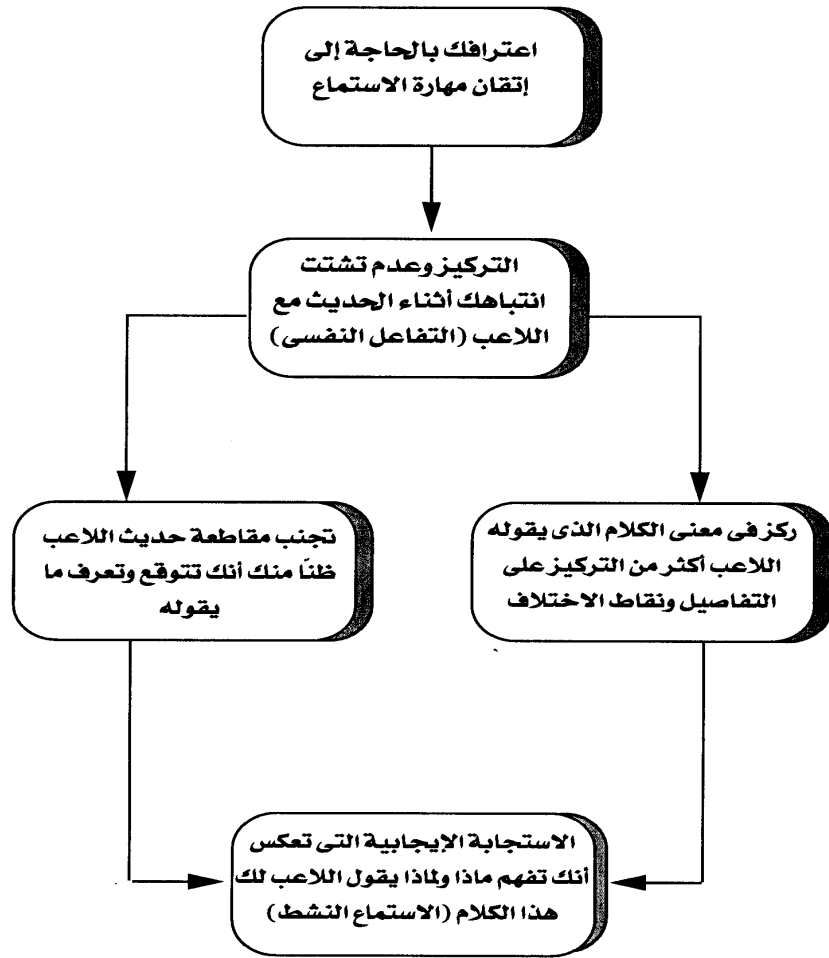 اعترافك بالحاجة إلى
إتقان مهارة الاستماع
التركيز وعدم تشتت
انتباهك أثناء الحديث مع
اللاعب (التفاعل النفسى)
ركز فى معنى الكلام الذى يقوله
اللاعب أكثر من التركيز على
التفاصيل ونقاط الاختلاف
تجنب مقاطعة حديث اللاعب
ظنًا منك أنك تتوقع وتعرف ما
يقوله
الاستجابة الإيجابية التى تعكس
أنك تفهم ماذا ولماذا يقول اللاعب لك
هذا الكلام (الاستماع النشط)